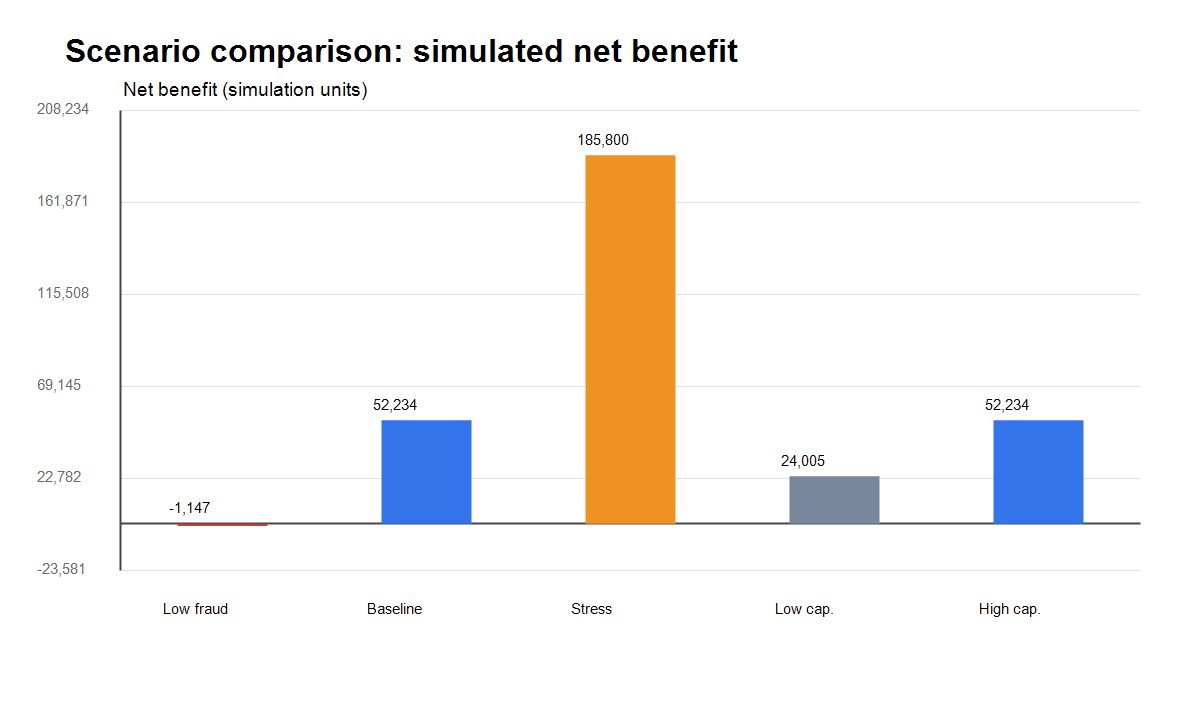 Scenario comparison: simulated net benefit
Net benefit (simulation units)
208,234
185,800
161,871
115,508
69,145
52,234
52,234
24,005
22,782
-1,147
-23,581
Low fraud
Baseline
Stress
Low cap.
High cap.